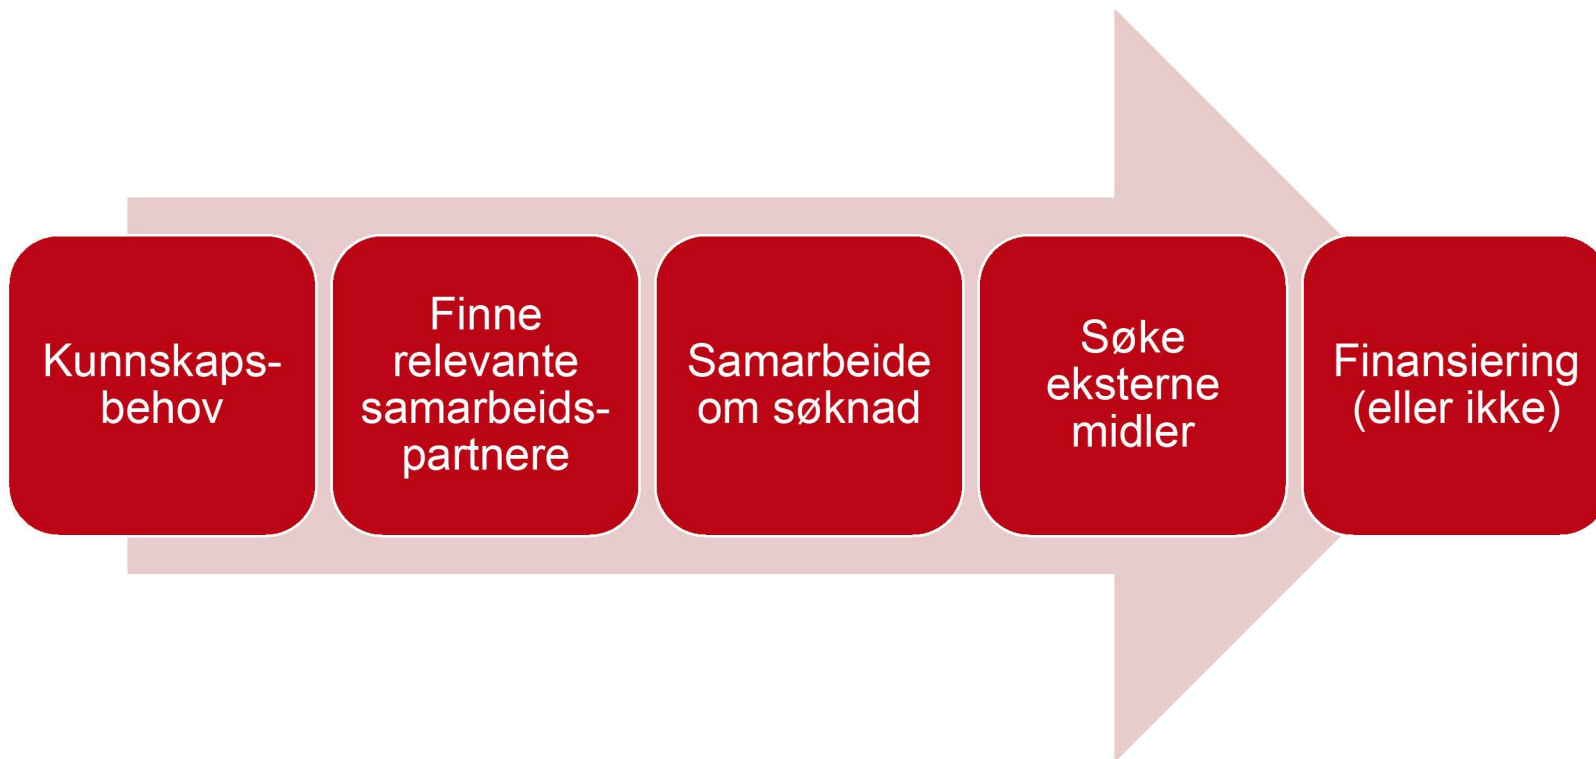 Kunnskaps-
behov
Finne
relevante
samarbeids-
partnere
Samarbeide
om søknad
Søke
eksterne
midler
Finansiering
(eller ikke)